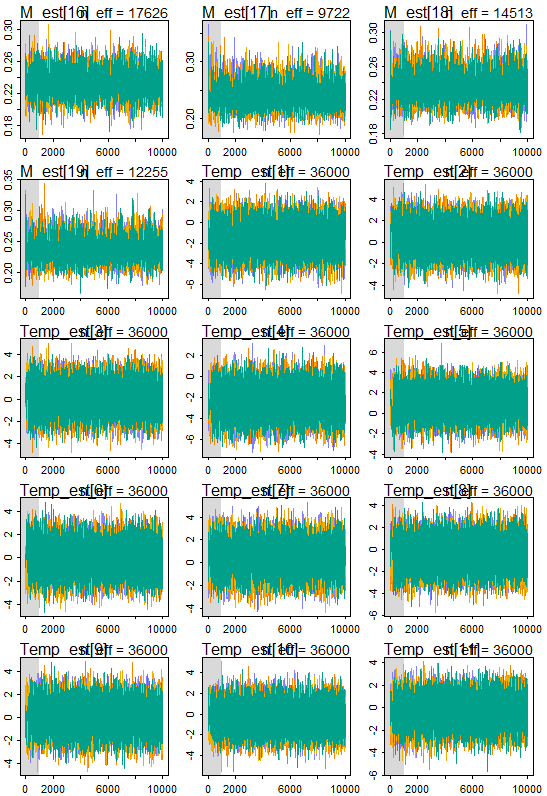 M_est[16] n_eff = 17626 M_est[17] n_eff = 9722 M_est[18] n_eff = 14513
0.18 0.22 0.26 0.30
0.20 0.30
0.18 0.22 0.26 0.30
0 2000 6000 10000 0 2000 6000 10000 0 2000 6000 10000
M_est[19] n_eff = 12255 Temp_est[1] n_eff = 36000 Temp_est[2] n_eff = 36000
0.20 0.25 0.30 0.35
-6 -4 -2 0 2 4
-4 -2 0 2 4
0 2000 6000 10000 0 2000 6000 10000 0 2000 6000 10000
Temp_est[3] n_eff = 36000 Temp_est[4] n_eff = 36000 Temp_est[5] n_eff = 36000
-4 -2 0 2 4
-6 -4 -2 0 2
-4 -2 0 2 4 6
0 2000 6000 10000 0 2000 6000 10000 0 2000 6000 10000
Temp_est[6] n_eff = 36000 Temp_est[7] n_eff = 36000 Temp_est[8] n_eff = 36000
-4 -2 0 2 4
-4 -2 0 2 4
-6 -4 -2 0 2 4
0 2000 6000 10000 0 2000 6000 10000 0 2000 6000 10000
Temp_est[9] n_eff = 36000 Temp_est[10] n_eff = 36000 Temp_est[11] n_eff = 36000
-4 -2 0 2 4
-4 -2 0 2 4
-6 -4 -2 0 2 4
0 2000 6000 10000 0 2000 6000 10000 0 2000 6000 10000